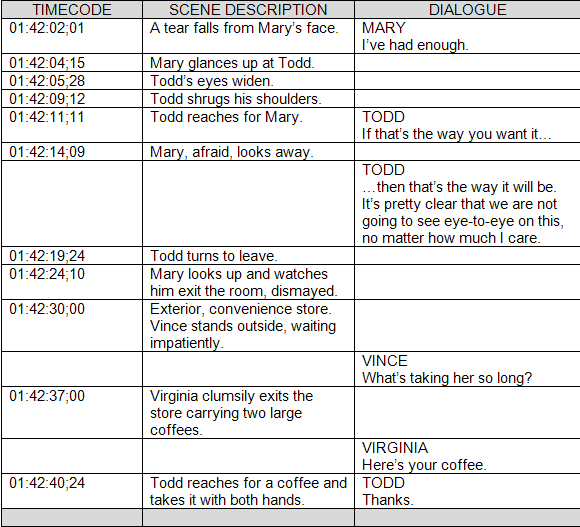 TIMECODE SCENE DESCRIPTION DIALOGUE
01:42:02;01 A tear falls from Mary's face. MARY
I've had enough.
01:42:04;15 Mary glances up at Todd.
01:42:05;28 Todd's eyes widen.
01:42:09;12 Todd shrugs his shoulders.
01:42:11;11 Todd reaches for Mary. TODD
If that's the way you want it…
01:42:14;09 Mary, afraid, looks away.
TODD
…then that's the way it will be.
It's pretty clear that we are not
going to see eye-to-eye on this,
no matter how much I care.
01:42:19;24 Todd turns to leave.
01:42:24;10 Mary looks up and watches
him exit the room, dismayed.
01:42:30;00 Exterior, convenience store.
Vince stands outside, waiting
impatiently.
VINCE
What's taking her so long?
01:42:37;00 Virginia clumsily exits the
store carrying two large
coffees.
VIRGINIA
Here's your coffee.
01:42:40;24 Todd reaches for a coffee and TODD
takes it with both hands. Thanks.